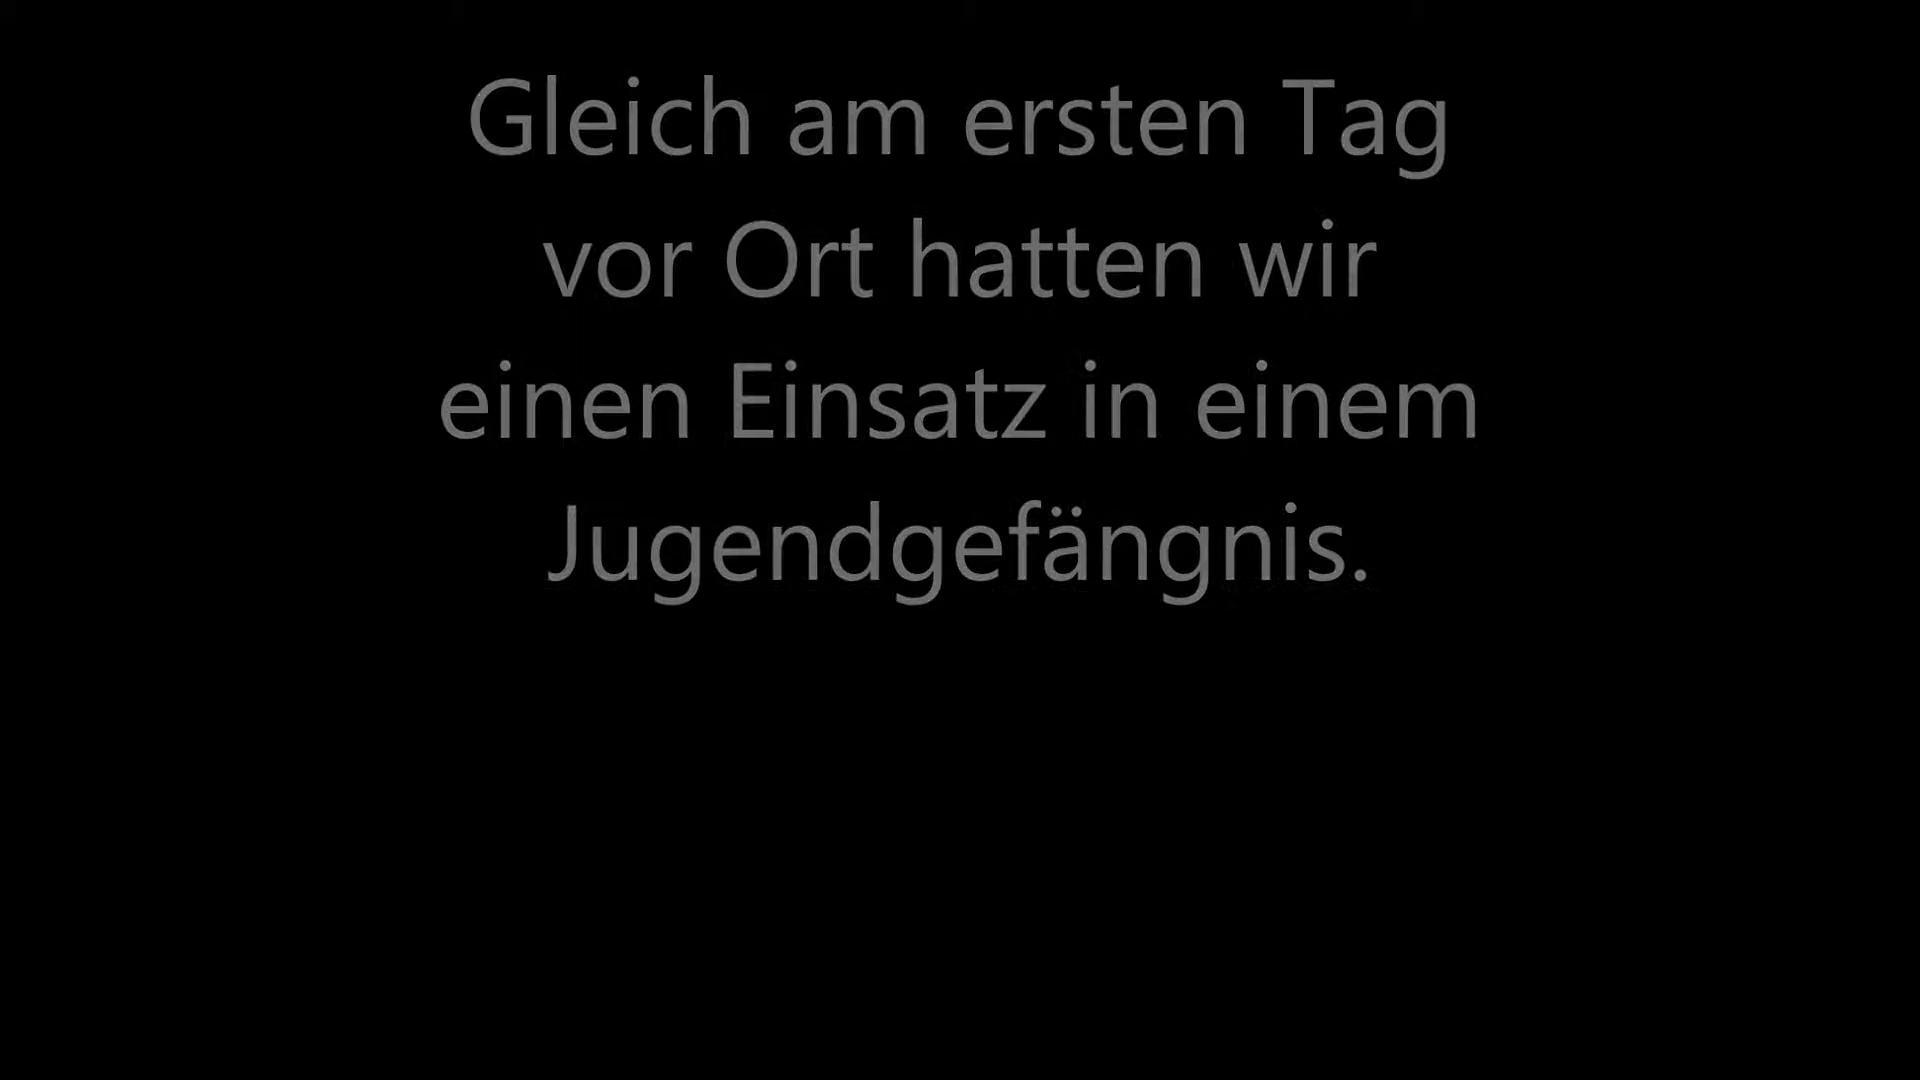 Gleich am ersten Tag
vor Ort hatten wir
einen Einsatz in einem
Jugendgefängnis.